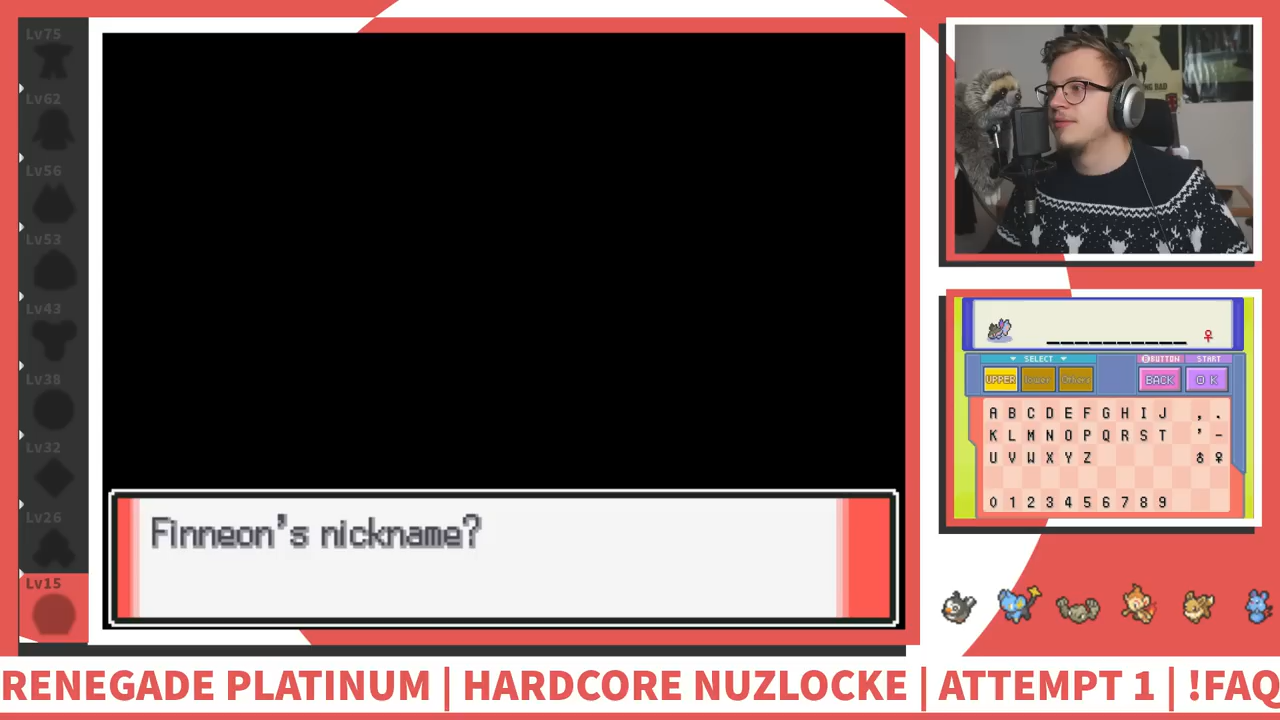 Lv75
Lv62
Lv56
Lv53
Lv43
Lv38
Lv32
Lv26
Lv15
Finneon's nickname?
SELECT
BUTTON
START
UPPER
lower
Others
BACK
OK
A B C D E F G H I J , .
K L M N O P Q R S T ' -
U V W X Y Z ♂ ♀
0 1 2 3 4 5 6 7 8 9
RENEGADE PLATINUM | HARDCORE NUZLOCKE | ATTEMPT 1 | !FAQ